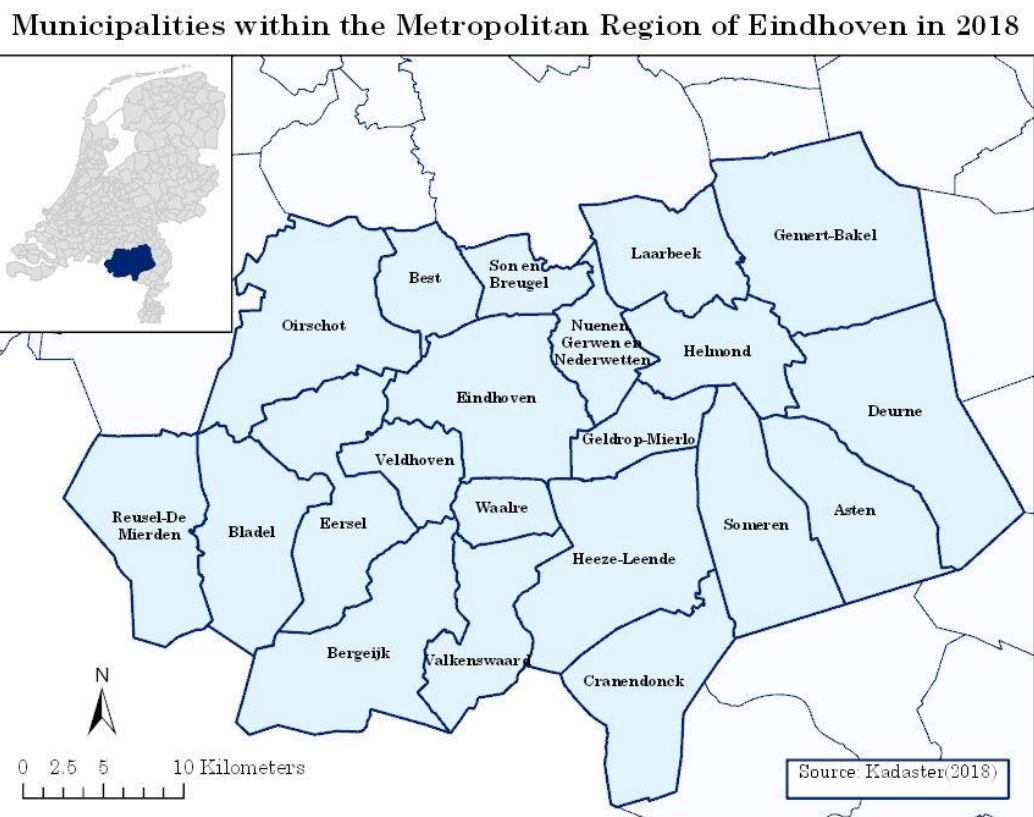 Municipalities within the Metropolitan Region of Eindhoven in 2018
Gemert-Bakel
Laarbeek
Best
Son en
Breugel
Oirschot
Nuenen
Gerwen en
Nederwetten
Helmond
Eindhoven
Deurne
Geldrop-Mierlo
Veldhoven
Reusel-De
Mierden
Bladel
Eersel
Waalre
Someren
Asten
Heeze-Leende
Bergeijk
Valkenswaard
Cranendonck
N
0 2.5 5 10 Kilometers
Source: Kadaster(2018)